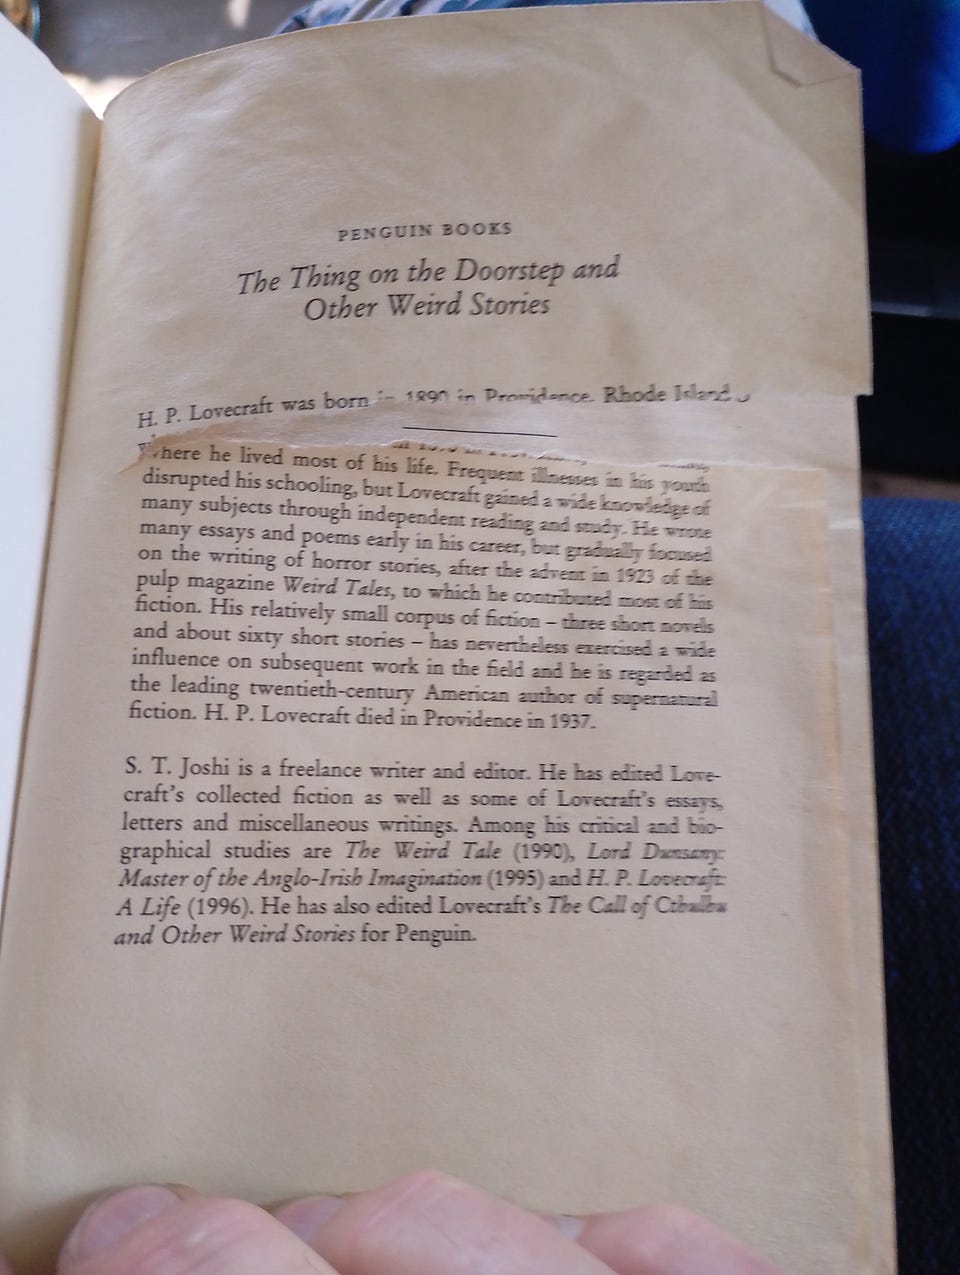 PENGUIN BOOKS
The Thing on the Doorstep and
Other Weird Stories
H. P. Lovecraft was born in 1890 in Providence, Rhode Island,
where he lived most of his life. Frequent illnesses in his youth
disrupted his schooling, but Lovecraft gained a wide knowledge of
many subjects through independent reading and study. He wrote
many essays and poems early in his career, but gradually focused
on the writing of horror stories, after the advent in 1923 of the
pulp magazine Weird Tales, to which he contributed most of his
fiction. His relatively small corpus of fiction – three short novels
and about sixty short stories – has nevertheless exercised a wide
influence on subsequent work in the field and he is regarded as
the leading twentieth-century American author of supernatural
fiction. H. P. Lovecraft died in Providence in 1937.
S. T. Joshi is a freelance writer and editor. He has edited Love-
craft's collected fiction as well as some of Lovecraft's essays,
letters and miscellaneous writings. Among his critical and bio-
graphical studies are The Weird Tale (1990), Lord Dunsany:
Master of the Anglo-Irish Imagination (1995) and H. P. Lovecraft:
A Life (1996). He has also edited Lovecraft's The Call of Cthulhu
and Other Weird Stories for Penguin.